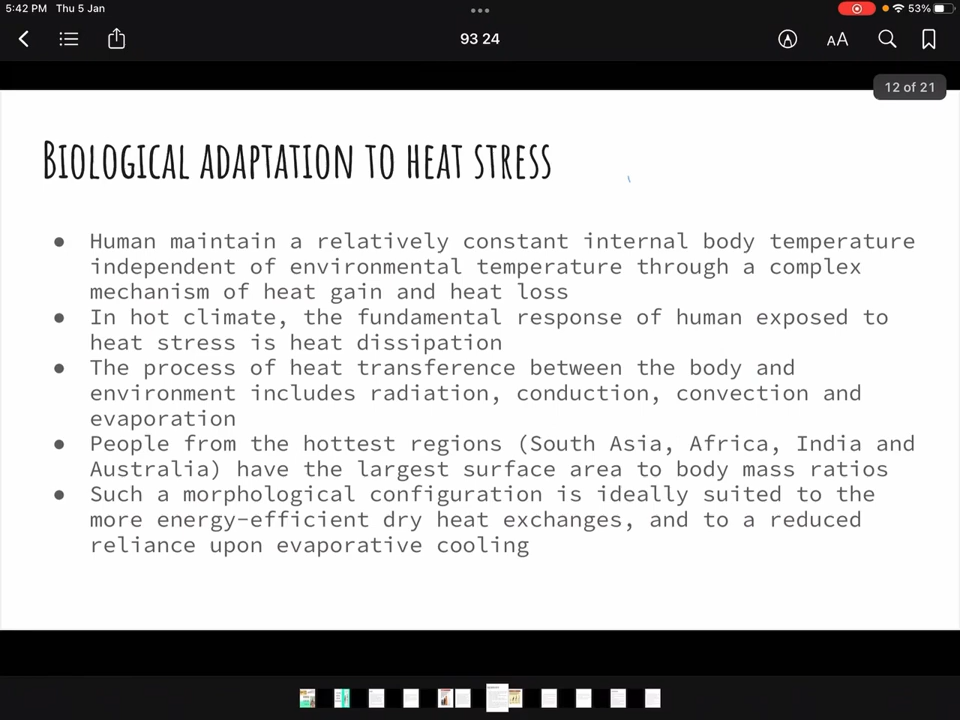 5:42 PM Thu 5 Jan
53%
93 24
AA
12 of 21
BIOLOGICAL ADAPTATION TO HEAT STRESS
● Human maintain a relatively constant internal body temperature
independent of environmental temperature through a complex
mechanism of heat gain and heat loss
● In hot climate, the fundamental response of human exposed to
heat stress is heat dissipation
● The process of heat transference between the body and
environment includes radiation, conduction, convection and
evaporation
● People from the hottest regions (South Asia, Africa, India and
Australia) have the largest surface area to body mass ratios
● Such a morphological configuration is ideally suited to the
more energy-efficient dry heat exchanges, and to a reduced
reliance upon evaporative cooling